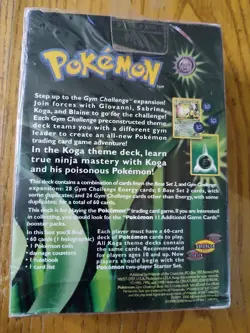 POKéMON
Step up to the Gym Challenge™ expansion!
Join forces with Giovanni, Sabrina,
Koga, and Blaine to go for the challenge!
Each Gym Challenge preconstructed theme
deck teams you with a different gym
leader to create an all-new Pokémon
trading card game adventure!
In the Koga theme deck, learn
true ninja mastery with Koga
and his poisonous Pokémon!
This deck contains a combination of cards from the Base Set 2, and Gym Challenge
expansions: 28 Gym Challenge Energy cards; 8 Base Set 2 cards, with
some duplicates; and 24 Gym Challenge cards other than Energy, with some
duplicates, for a total of 60 cards.
This deck is for playing the Pokémon trading card game. If you are interested
in collecting, you should look for the Pokémon 11 Additional Game Cards
booster packs.
In this box you'll find:
• 60 cards (1 holographic)
• 1 Pokémon coin
• damage counters
• 1 rulebook
• 1 card list
Each player must have a 60-card
deck of Pokémon cards to play.
All Koga theme decks contain
the same cards. Recommended
for players ages 10 and up. New
players should begin with the
Pokémon two-player Starter Set.